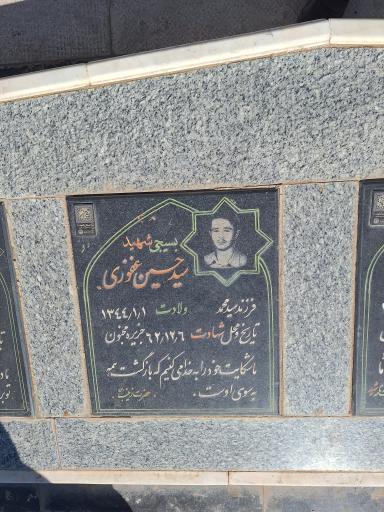 بسیجی شهید
سید حسین غفوری
فرزند سید محمد
ولادت ۱۳۴۴/۱/۱
تاریخ و محل شهادت ۶۲/۱۲/۶ جزیره مجنون
ما شکایت خود را به خدا می کنیم که بازگشت همه
به سوی اوست.